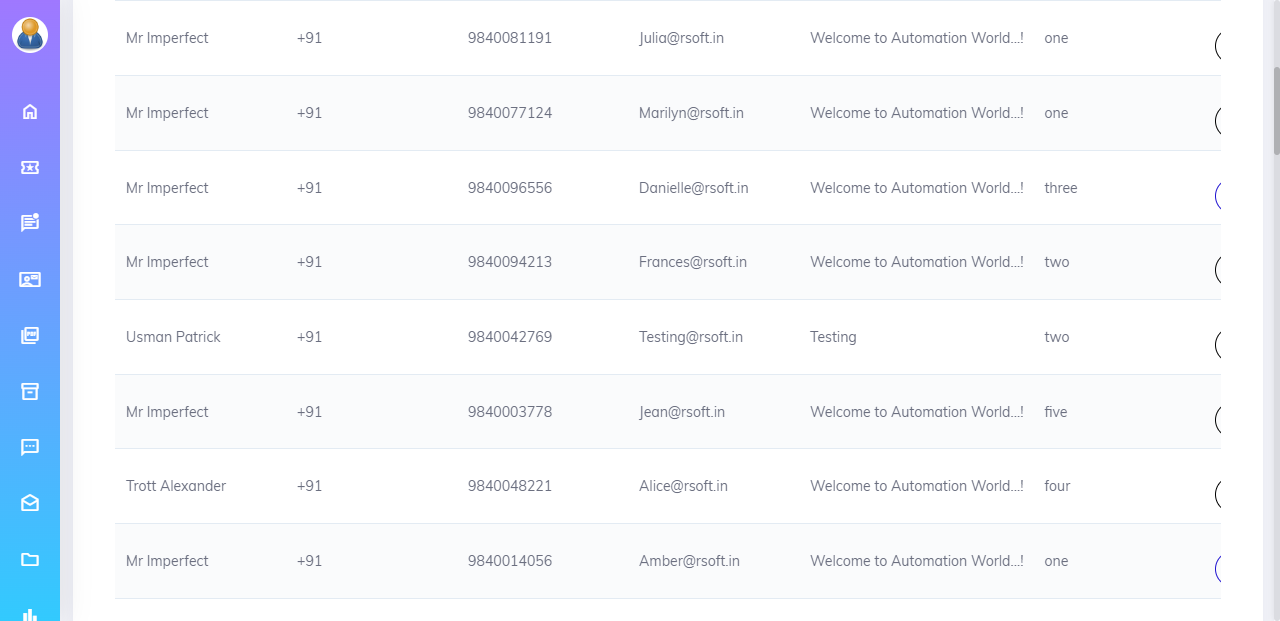 Mr Imperfect +91 9840081191 Julia@rsoft.in Welcome to Automation World...! one
Mr Imperfect +91 9840077124 Marilyn@rsoft.in Welcome to Automation World...! one
Mr Imperfect +91 9840096556 Danielle@rsoft.in Welcome to Automation World...! three
Mr Imperfect +91 9840094213 Frances@rsoft.in Welcome to Automation World...! two
Usman Patrick +91 9840042769 Testing@rsoft.in Testing two
Mr Imperfect +91 9840003778 Jean@rsoft.in Welcome to Automation World...! five
Trott Alexander +91 9840048221 Alice@rsoft.in Welcome to Automation World...! four
Mr Imperfect +91 9840014056 Amber@rsoft.in Welcome to Automation World...! one